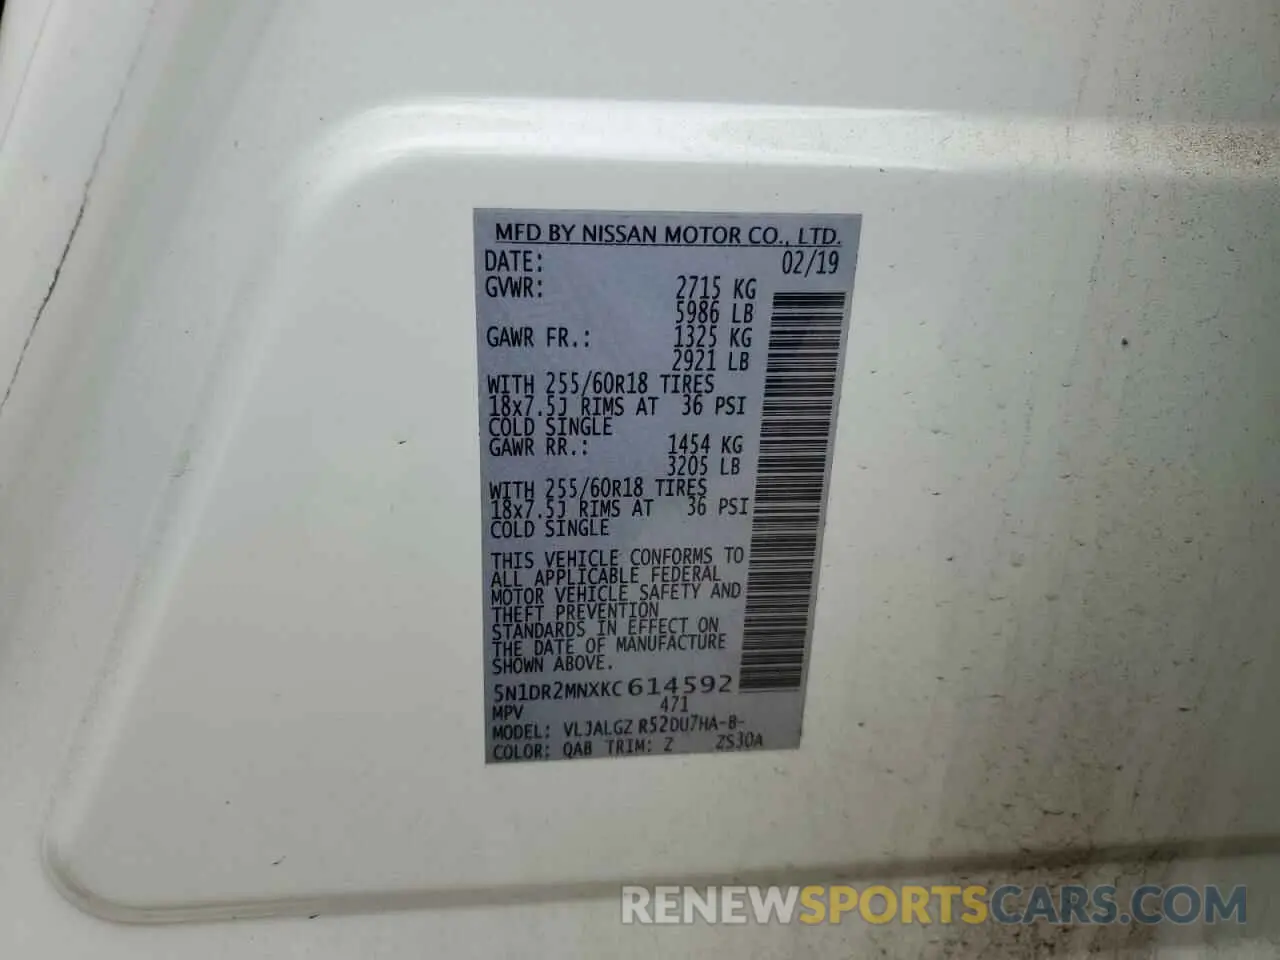 MFD BY NISSAN MOTOR CO., LTD.
DATE: 02/19
GVWR: 2715 KG
5986 LB
GAWR FR.: 1325 KG
2921 LB
WITH 255/60R18 TIRES
18x7.5J RIMS AT 36 PSI
COLD SINGLE
GAWR RR.: 1454 KG
3205 LB
WITH 255/60R18 TIRES
18x7.5J RIMS AT 36 PSI
COLD SINGLE
THIS VEHICLE CONFORMS TO
ALL APPLICABLE FEDERAL
MOTOR VEHICLE SAFETY AND
THEFT PREVENTION
STANDARDS IN EFFECT ON
THE DATE OF MANUFACTURE
SHOWN ABOVE.
5N1DR2MNXKC614592
MPV 471
MODEL: VLJALGZ R52DU7HA-B-
COLOR: QAB TRIM: Z ZS30A
RENEWSPORTSCARS.COM